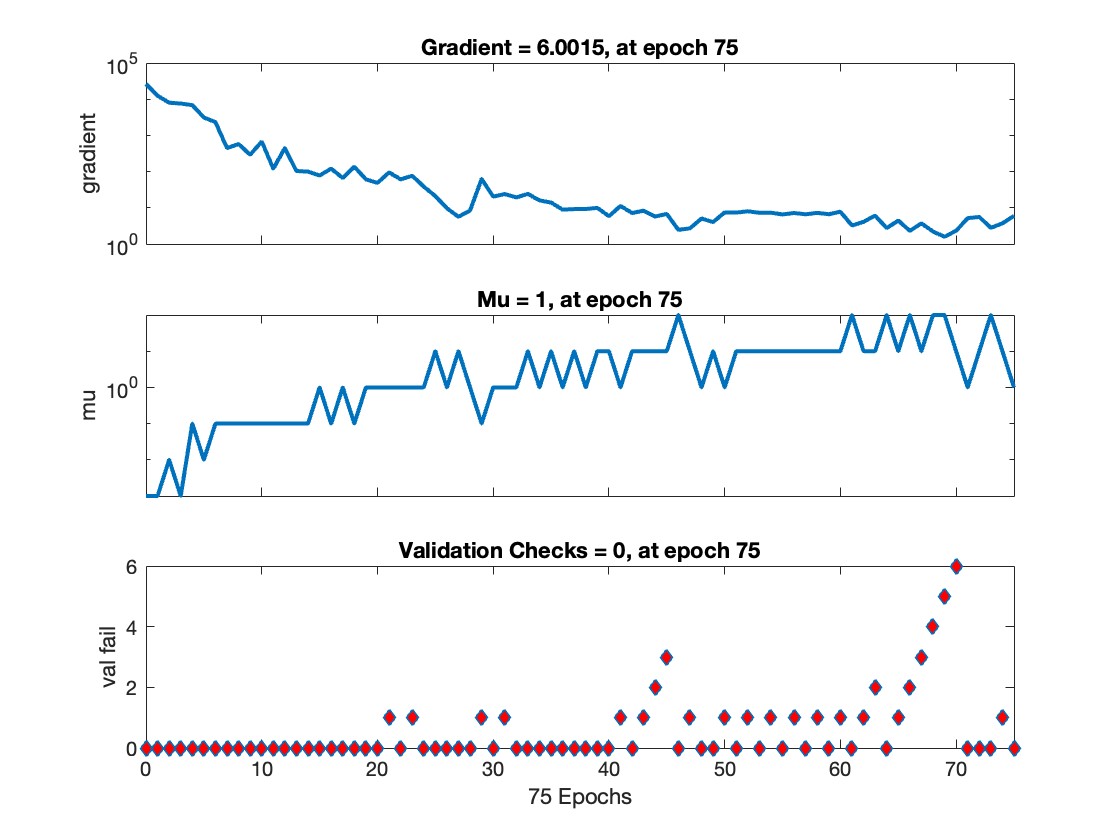 Gradient = 6.0015, at epoch 75
10^5
gradient
10^0
Mu = 1, at epoch 75
10^0
mu
Validation Checks = 0, at epoch 75
6
4
val fail
2
0
0 10 20 30 40 50 60 70
75 Epochs